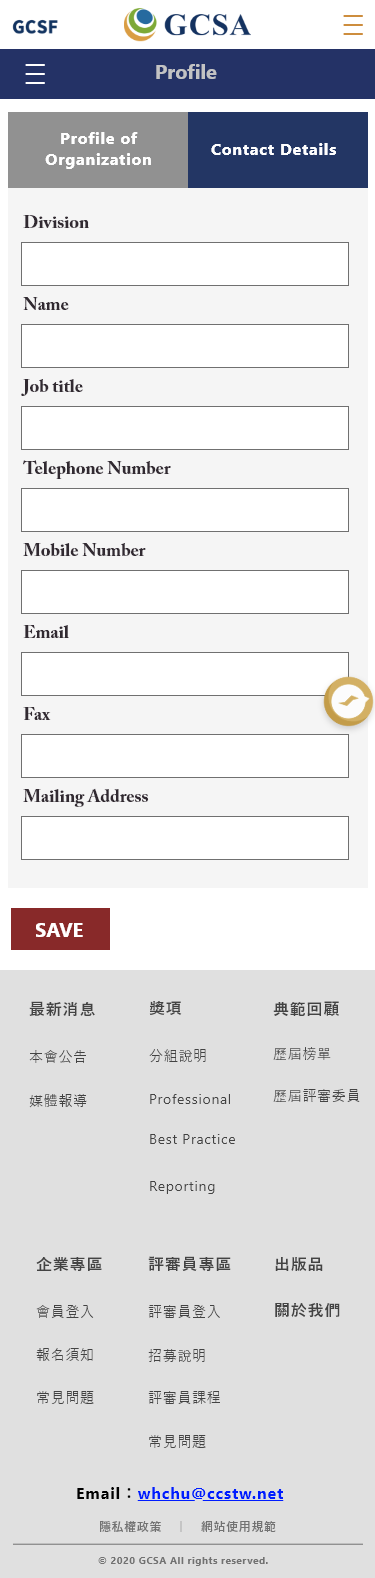 GCSF
GCSA
Profile
Profile of
Organization
Contact Details
Division
Name
Job title
Telephone Number
Mobile Number
Email
Fax
Mailing Address
SAVE
最新消息
本會公告
媒體報導
獎項
分組說明
Professional
Best Practice
Reporting
典範回顧
歷屆榜單
歷屆評審委員
企業專區
會員登入
報名須知
常見問題
評審員專區
評審員登入
招募說明
評審員課程
常見問題
出版品
關於我們
Email：whchu@ccstw.net
隱私權政策 | 網站使用規範
© 2020 GCSA All rights reserved.